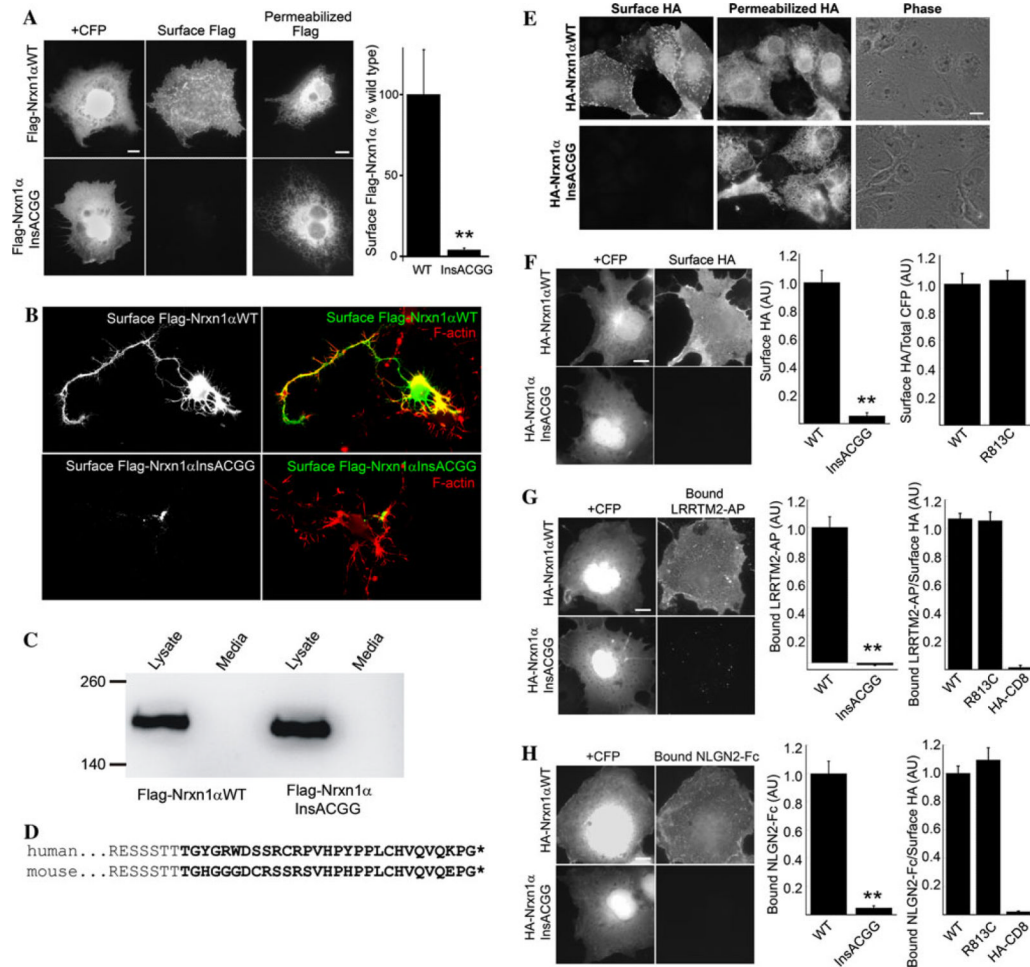 A
+CFP
Surface Flag
Permeabilized
Flag
Flag-Nrxn1αWT
Flag-Nrxn1α
InsACGG
Surface Flag-Nrxn1α (% wild type)
100
50
0
**
WT
InsACGG
B
Surface Flag-Nrxn1αWT
Surface Flag-Nrxn1αWT
F-actin
Surface Flag-Nrxn1αInsACGG
Surface Flag-Nrxn1αInsACGG
F-actin
C
Lysate
Media
Lysate
Media
260
140
Flag-Nrxn1αWT
Flag-Nrxn1α
InsACGG
D
human...RESSSTTTGYGRWDSSRCRPVHPYPPLCHVQVQKPG*
mouse...RESSSTTTGHGGGDCRSSRSVHPHPPLCHVQVQEPG*
E
Surface HA
Permeabilized HA
Phase
HA-Nrxn1αWT
HA-Nrxn1α
InsACGG
F
+CFP
Surface HA
HA-Nrxn1αWT
HA-Nrxn1α
InsACGG
Surface HA (AU)
1.2
1.0
0.8
0.6
0.4
0.2
**
WT
InsACGG
Surface HA/Total CFP (AU)
1.2
1.0
0.8
0.6
0.4
0.2
WT
R813C
G
+CFP
Bound
LRRTM2-AP
HA-Nrxn1αWT
HA-Nrxn1α
InsACGG
Bound LRRTM2-AP (AU)
1.2
1.0
0.8
0.6
0.4
0.2
**
WT
InsACGG
Bound LRRTM2-AP/Surface HA (AU)
1.2
1.0
0.8
0.6
0.4
0.2
WT
R813C
HA-CD8
H
+CFP
Bound NLGN2-Fc
HA-Nrxn1αWT
HA-Nrxn1α
InsACGG
Bound NLGN2-Fc (AU)
1.2
1.0
0.8
0.6
0.4
0.2
**
WT
InsACGG
Bound NLGN2-Fc/Surface HA (AU)
1.2
1.0
0.8
0.6
0.4
0.2
WT
R813C
HA-CD8